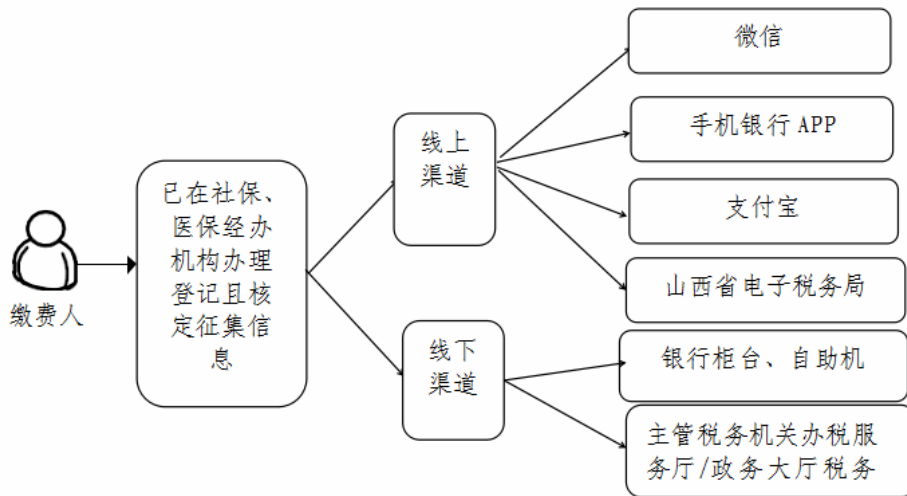 缴费人
已在社保、
医保经办
机构办理
登记且核
定征集信
息
线上
渠道
线下
渠道
微信
手机银行 APP
支付宝
山西省电子税务局
银行柜台、自助机
主管税务机关办税服
务厅/政务大厅税务